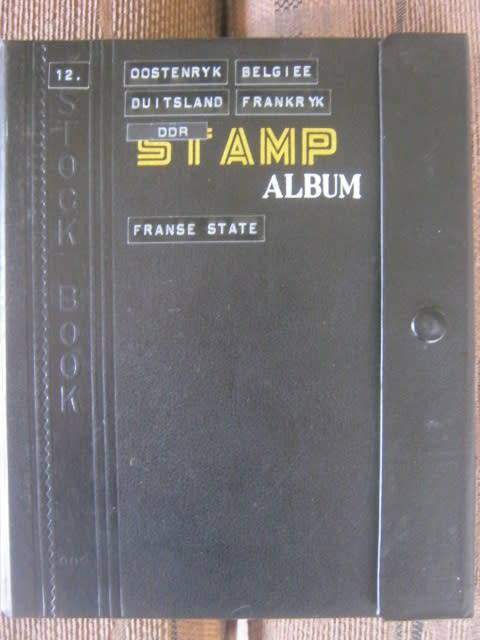 12.
OOSTENRYK BELGIEE
DUITSLAND FRANKRYK
DDR
STAMP
ALBUM
FRANSE STATE
STOCK BOOK